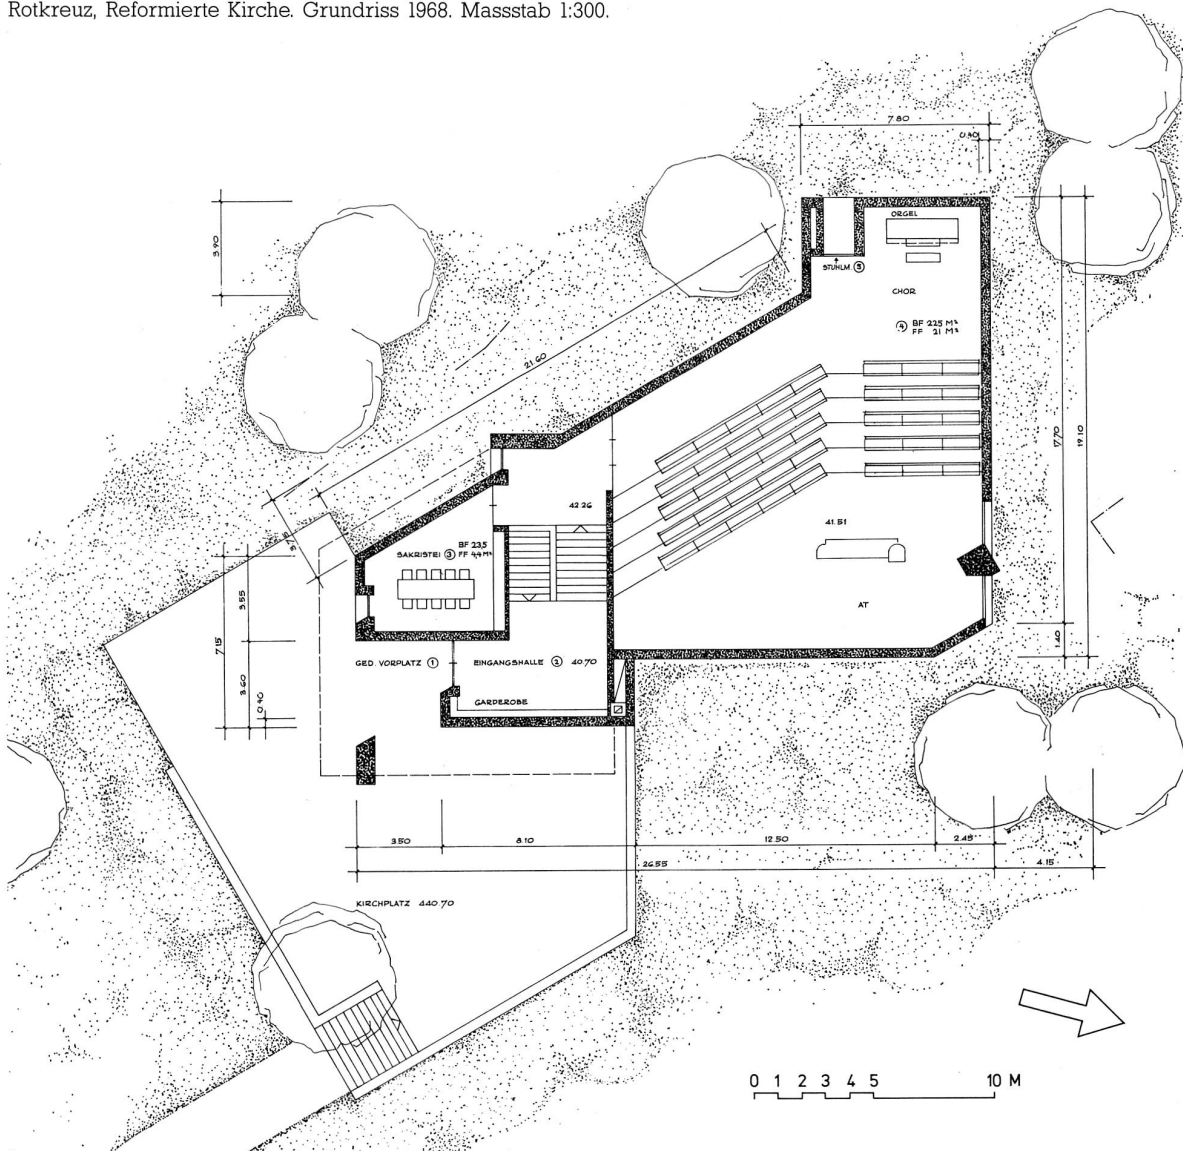 Rotkreuz, Reformierte Kirche. Grundriss 1968. Massstab 1:300.
7.80
0.40
3.90
ORGEL
STUHLM. 5
CHOR
4 BF 225 M²
FF 21 M²
21.60
17.70
19.10
42.26
41.51
BF 23.5
SAKRISTEI 3 FF 4.4 M²
3.55
7.15
3.60
0.40
AT
1.40
GED. VORPLATZ 1
EINGANGSHALLE 2 40.70
GARDEROBE
3.50
8.10
12.50
2.45
26.55
4.15
KIRCHPLATZ 440.70
0 1 2 3 4 5 10 M